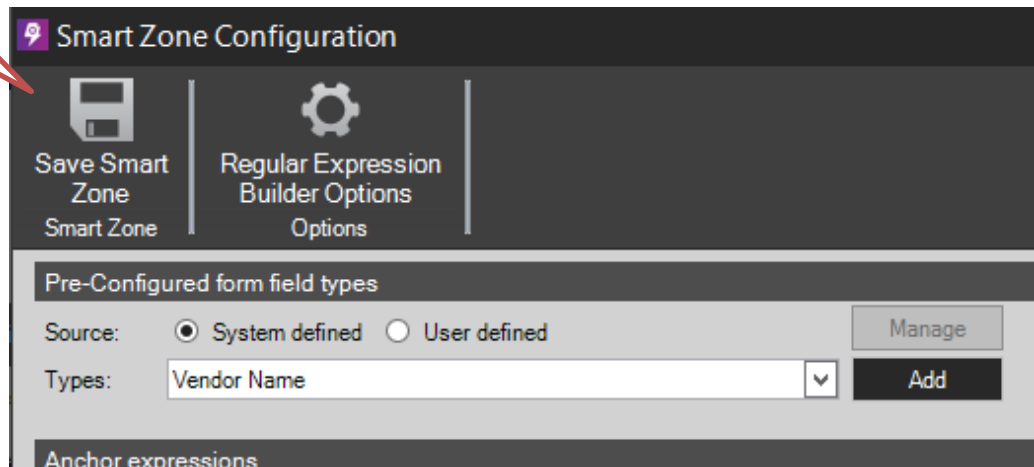 Smart Zone Configuration
Save Smart
Zone
Smart Zone
Regular Expression
Builder Options
Options
Pre-Configured form field types
Source: System defined User defined Manage
Types: Vendor Name Add
Anchor expressions